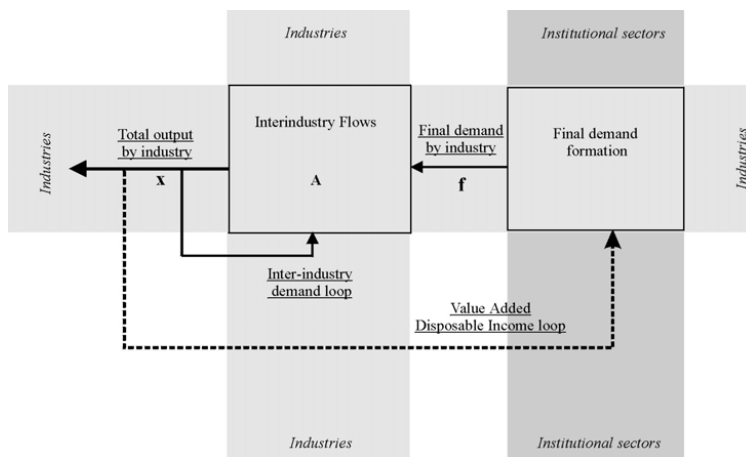 Industries
Institutional sectors
Industries
Total output
by industry
x
Interindustry Flows
A
Final demand
by industry
f
Final demand
formation
Industries
Inter-industry
demand loop
Value Added
Disposable Income loop
Industries
Institutional sectors